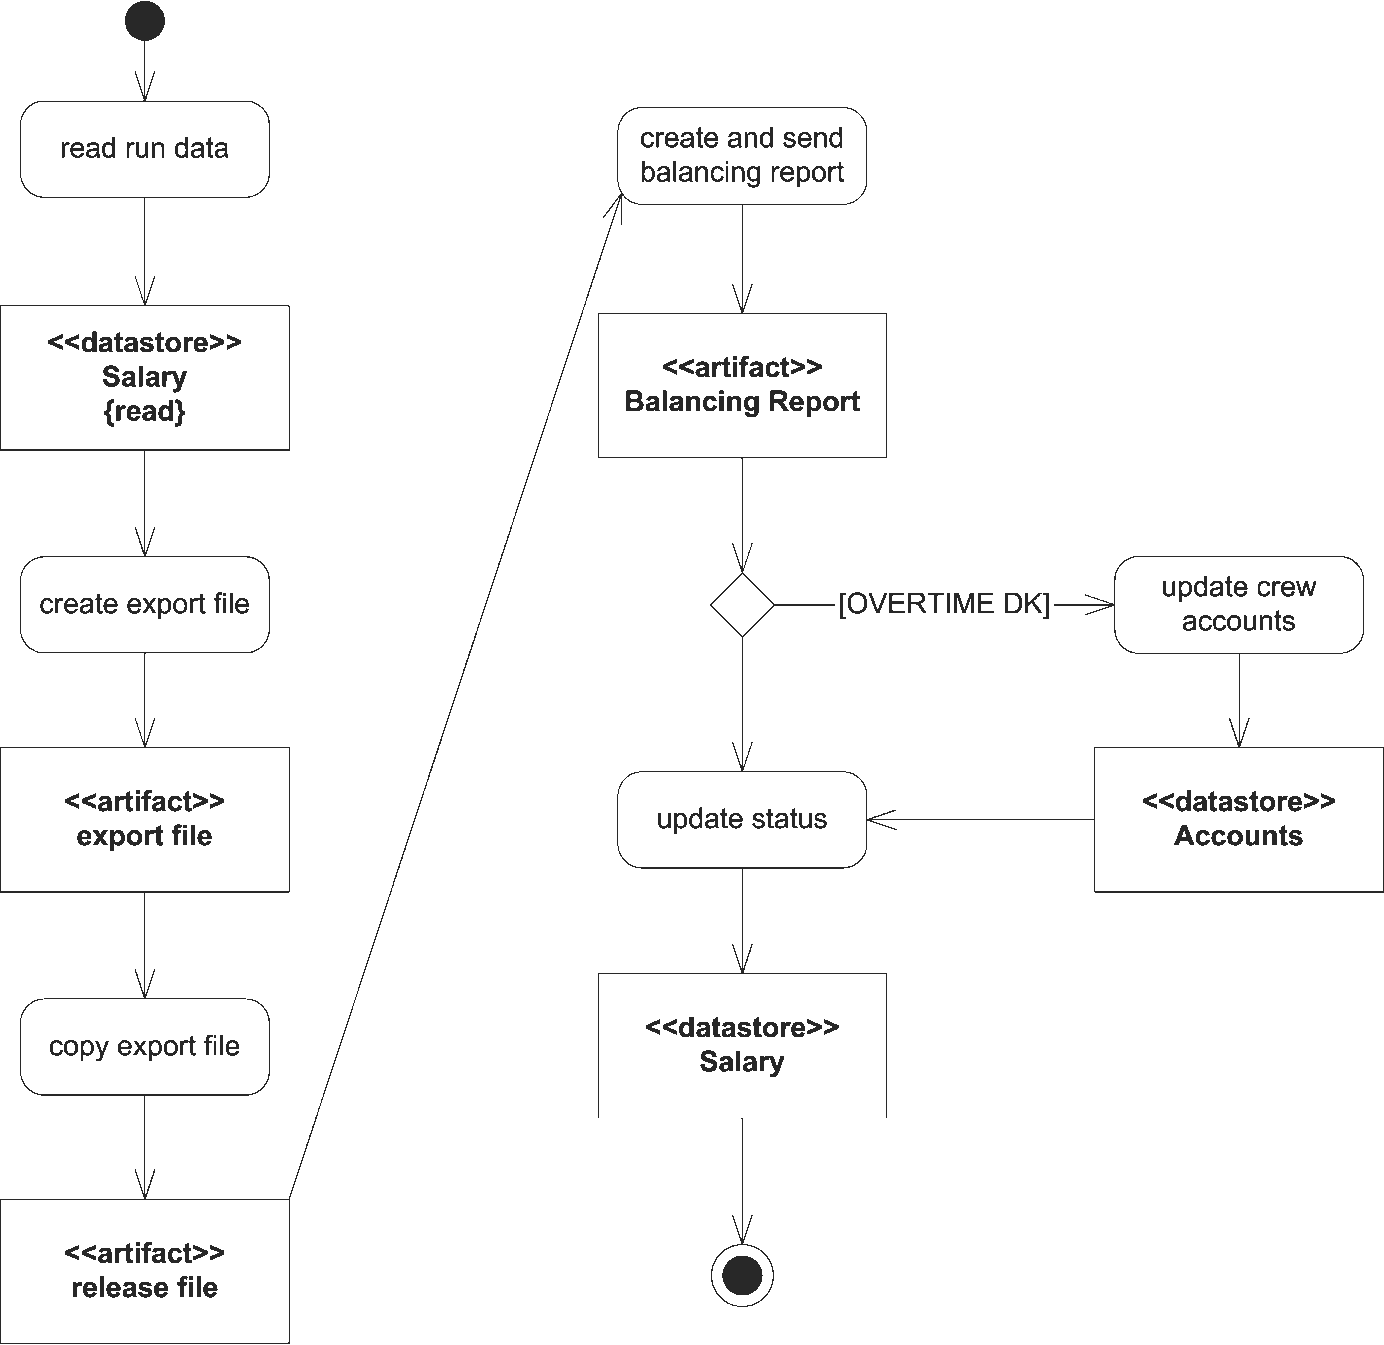 read run data
<<datastore>>
Salary
{read}
create export file
<<artifact>>
export file
copy export file
<<artifact>>
release file
create and send
balancing report
<<artifact>>
Balancing Report
[OVERTIME DK]
update crew
accounts
update status
<<datastore>>
Accounts
<<datastore>>
Salary